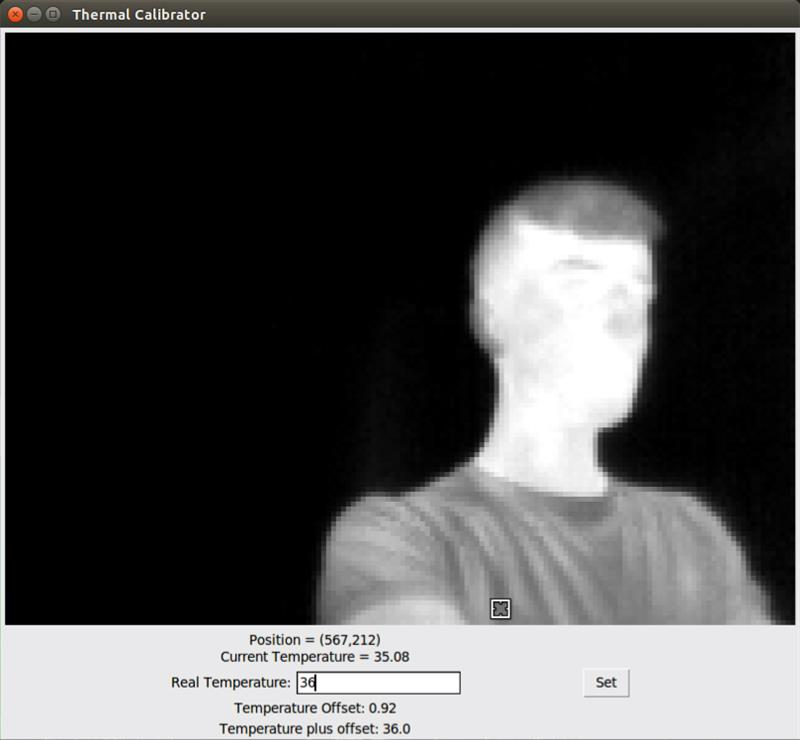 Thermal Calibrator
Position = (567,212)
Current Temperature = 35.08
Real Temperature: 36
Set
Temperature Offset: 0.92
Temperature plus offset: 36.0